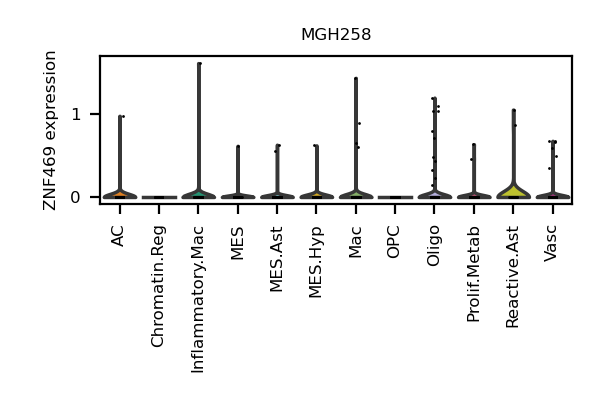 MGH258
ZNF469 expression
1
0
AC
Chromatin.Reg
Inflammatory.Mac
MES
MES.Ast
MES.Hyp
Mac
OPC
Oligo
Prolif.Metab
Reactive.Ast
Vasc